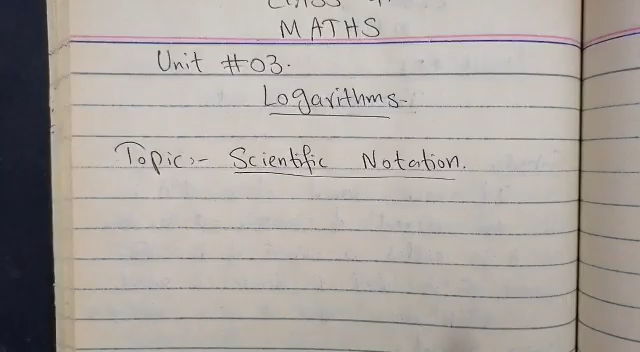 MATHS
Unit #03.
Logarithms-
Topic:- Scientific Notation.